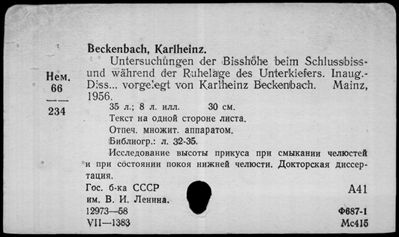 Beckenbach, Karlheinz.
Untersuchüngen der Bisshöhe beim Schlussbiss-
und während der Ruhelage des Unterkiefers. Inaug.-
Diss... vorgelegt von Karlheinz Beckenbach. Mainz,
1956.
Нем.
66
234
35 л.; 8 л. илл. 30 см.
Текст на одной стороне листа.
Отпеч. множит. аппаратом.
Библиогр.: л. 32-35.
Исследование высоты прикуса при смыкании челюстей
и при состоянии покоя нижней челюсти. Докторская диссер-
тация.
Гос. б-ка СССР
им. В. И. Ленина.
А41
12973—58
Ф687-1
VII—1383
Мс415